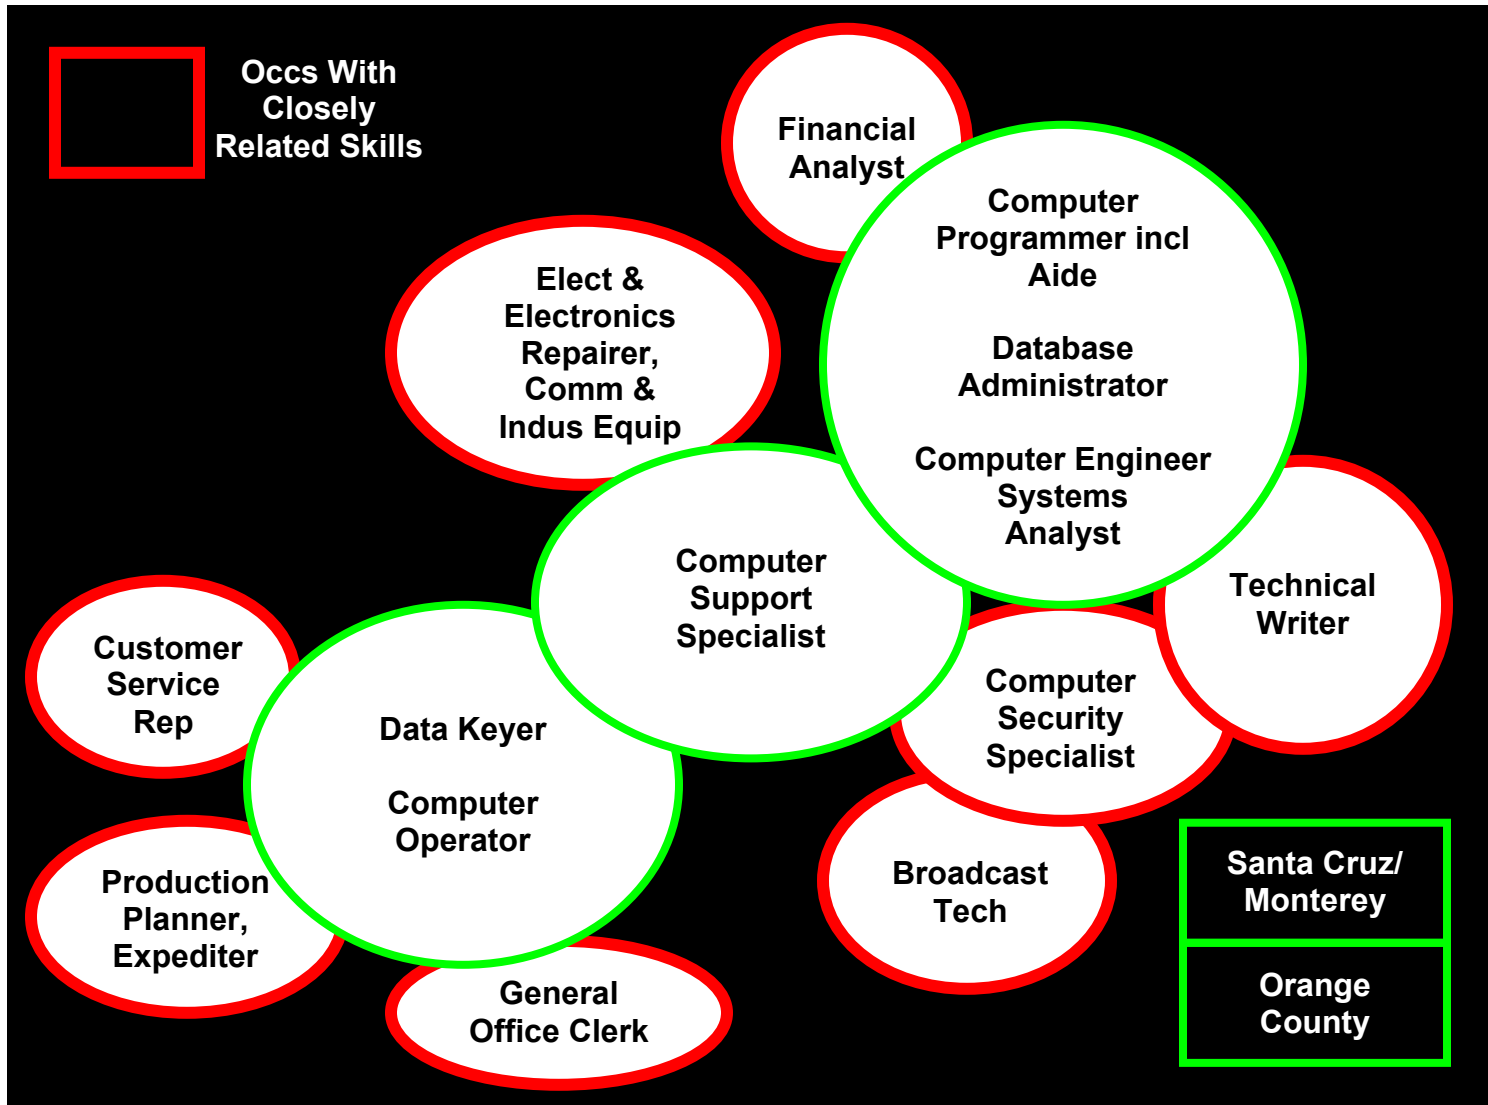 Occs With
Closely
Related Skills
Financial
Analyst
Computer
Programmer incl
Aide
Database
Administrator
Computer Engineer
Systems
Analyst
Elect &
Electronics
Repairer,
Comm &
Indus Equip
Computer
Support
Specialist
Technical
Writer
Customer
Service
Rep
Data Keyer
Computer
Operator
Computer
Security
Specialist
Production
Planner,
Expediter
Broadcast
Tech
General
Office Clerk
Santa Cruz/
Monterey
Orange
County